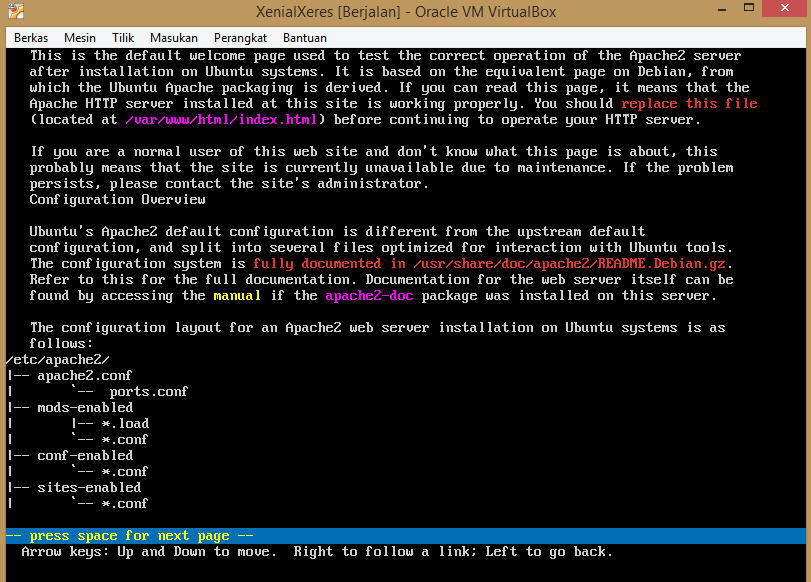 XenialXeres [Berjalan] - Oracle VM VirtualBox
Berkas Mesin Tilik Masukan Perangkat Bantuan
This is the default welcome page used to test the correct operation of the Apache2 server
after installation on Ubuntu systems. It is based on the equivalent page on Debian, from
which the Ubuntu Apache packaging is derived. If you can read this page, it means that the
Apache HTTP server installed at this site is working properly. You should replace this file
(located at /var/www/html/index.html) before continuing to operate your HTTP server.
If you are a normal user of this web site and don't know what this page is about, this
probably means that the site is currently unavailable due to maintenance. If the problem
persists, please contact the site's administrator.
Configuration Overview
Ubuntu's Apache2 default configuration is different from the upstream default
configuration, and split into several files optimized for interaction with Ubuntu tools.
The configuration system is fully documented in /usr/share/doc/apache2/README.Debian.gz.
Refer to this for the full documentation. Documentation for the web server itself can be
found by accessing the manual if the apache2-doc package was installed on this server.
The configuration layout for an Apache2 web server installation on Ubuntu systems is as
follows:
/etc/apache2/
|-- apache2.conf
|       `--  ports.conf
|-- mods-enabled
|       |-- *.load
|       `-- *.conf
|-- conf-enabled
|       `-- *.conf
|-- sites-enabled
|       `-- *.conf
-- press space for next page --
Arrow keys: Up and Down to move.  Right to follow a link; Left to go back.